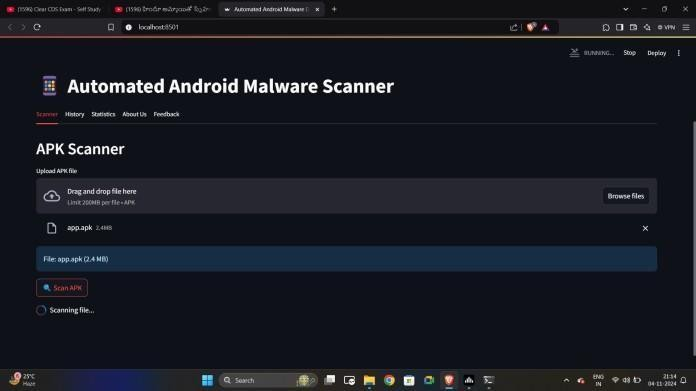 (1596) Clear CDS Exam - Self Study
(1596)
Automated Android Malware D
localhost:8501
VPN
RUNNING...
Stop
Deploy
Automated Android Malware Scanner
Scanner
History
Statistics
About Us
Feedback
APK Scanner
Upload APK file
Drag and drop file here
Limit 200MB per file • APK
Browse files
app.apk 2.4MB
File: app.apk (2.4 MB)
Scan APK
Scanning file...
25°C
Haze
Search
ENG
IN
21:14
04-11-2024